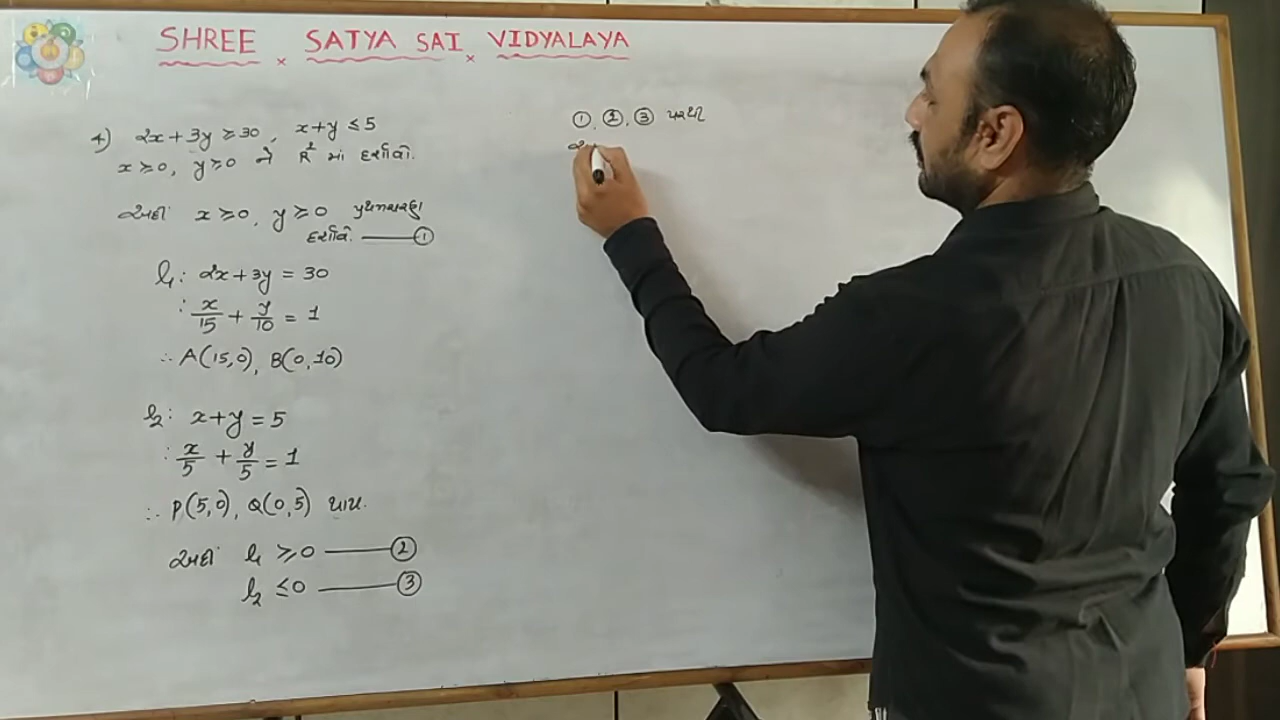 SHREE × SATYA SAI × VIDYALAYA
4) 2x + 3y ≥ 30, x + y ≤ 5
x ≥ 0, y ≥ 0 ને R² માં દર્શાવો.
અહીં x ≥ 0, y ≥ 0 પ્રથમચરણ
દર્શાવે. — ①
l₁: 2x + 3y = 30
∴ x/15 + y/10 = 1
∴ A(15,0), B(0,10)
l₂: x + y = 5
∴ x/5 + y/5 = 1
∴ P(5,0), Q(0,5) થાય.
અહીં l₁ ≥ 0 — ②
l₂ ≤ 0 — ③
①, ②, ③ પરથી